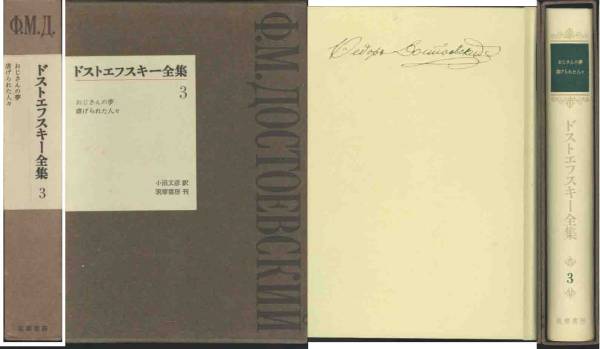 Ф.М.Д.
おじさんの夢
虐げられた人々
ドストエフスキー全集
3
筑摩書房
ドストエフスキー全集
3
おじさんの夢
虐げられた人々
小沼文彦 訳
筑摩書房 刊
Ф.М.ДОСТОЕВСКИЙ
Ѳедоръ Достоевскій
おじさんの夢
虐げられた人々
ドストエフスキー全集
3
筑摩書房